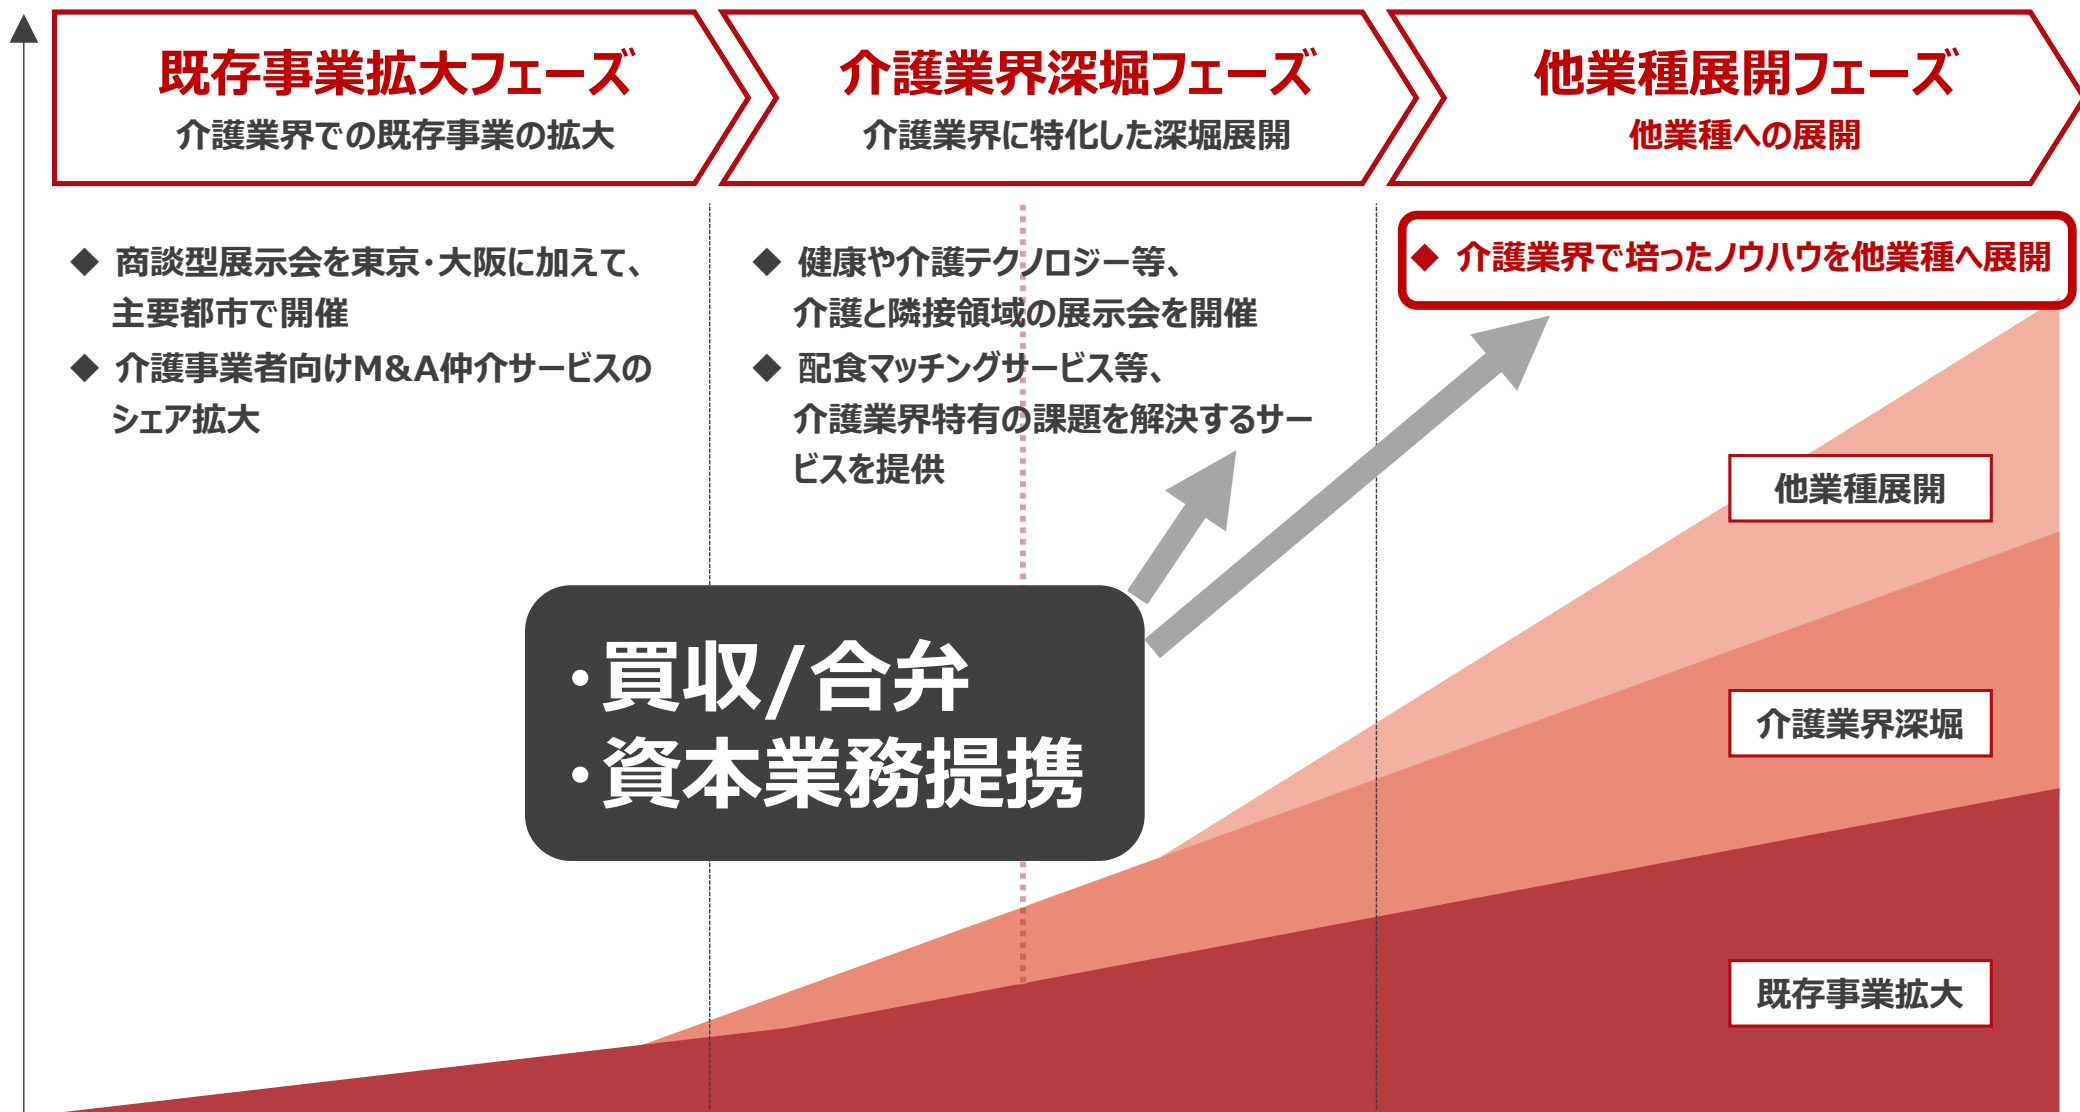 既存事業拡大フェーズ
介護業界での既存事業の拡大
介護業界深堀フェーズ
介護業界に特化した深堀展開
他業種展開フェーズ
他業種への展開
◆ 商談型展示会を東京・大阪に加えて、
主要都市で開催
◆ 介護事業者向けM&A仲介サービスの
シェア拡大
◆ 健康や介護テクノロジー等、
介護と隣接領域の展示会を開催
◆ 配食マッチングサービス等、
介護業界特有の課題を解決するサー
ビスを提供
◆ 介護業界で培ったノウハウを他業種へ展開
・買収/合弁
・資本業務提携
他業種展開
介護業界深堀
既存事業拡大